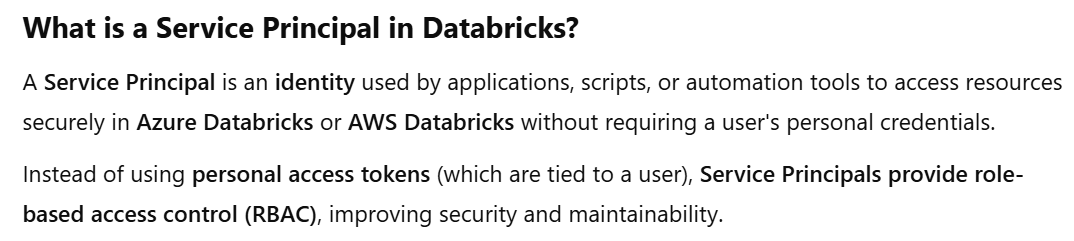 What is a Service Principal in Databricks?
A Service Principal is an identity used by applications, scripts, or automation tools to access resources
securely in Azure Databricks or AWS Databricks without requiring a user's personal credentials.
Instead of using personal access tokens (which are tied to a user), Service Principals provide role-
based access control (RBAC), improving security and maintainability.